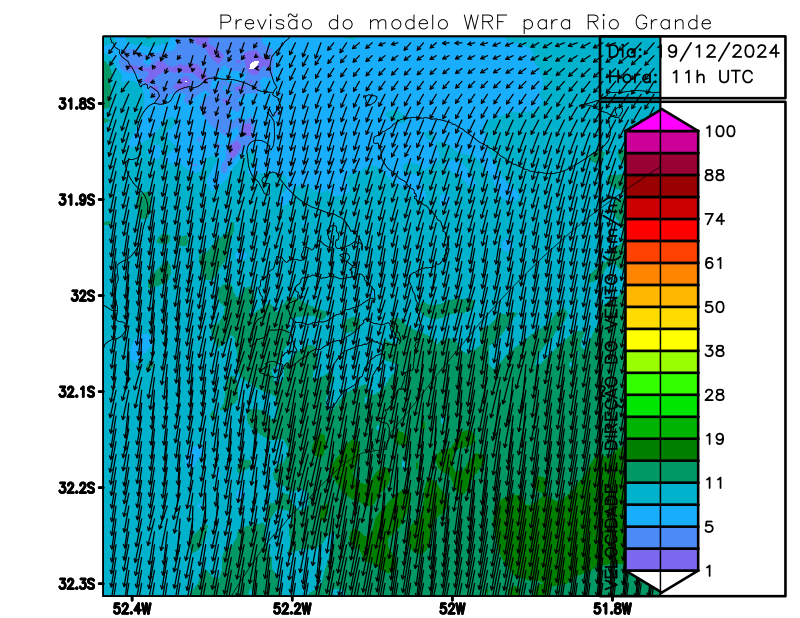 Previsão do modelo WRF para Rio Grande
Dia: 19/12/2024
Hora: 11h UTC
31.8S
31.9S
32S
32.1S
32.2S
32.3S
52.4W
52.2W
52W
51.8W
VELOCIDADE E DIREÇÃO DO VENTO (km/h)
100
88
74
61
50
38
28
19
11
5
1